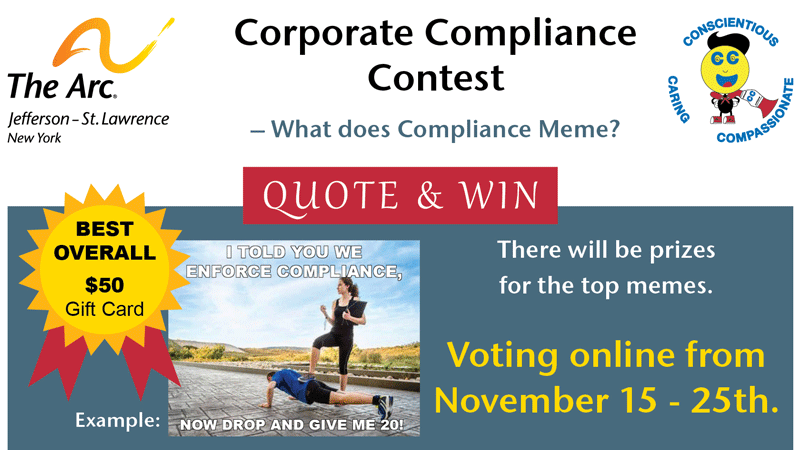 The Arc®
Jefferson – St. Lawrence
New York
Corporate Compliance
Contest
– What does Compliance Meme?
CONSCIENTIOUS
CARING
COMPASSIONATE
CC
QUOTE & WIN
BEST
OVERALL
$50
Gift Card
I TOLD YOU WE
ENFORCE COMPLIANCE,
NOW DROP AND GIVE ME 20!
Example:
There will be prizes
for the top memes.
Voting online from
November 15 - 25th.